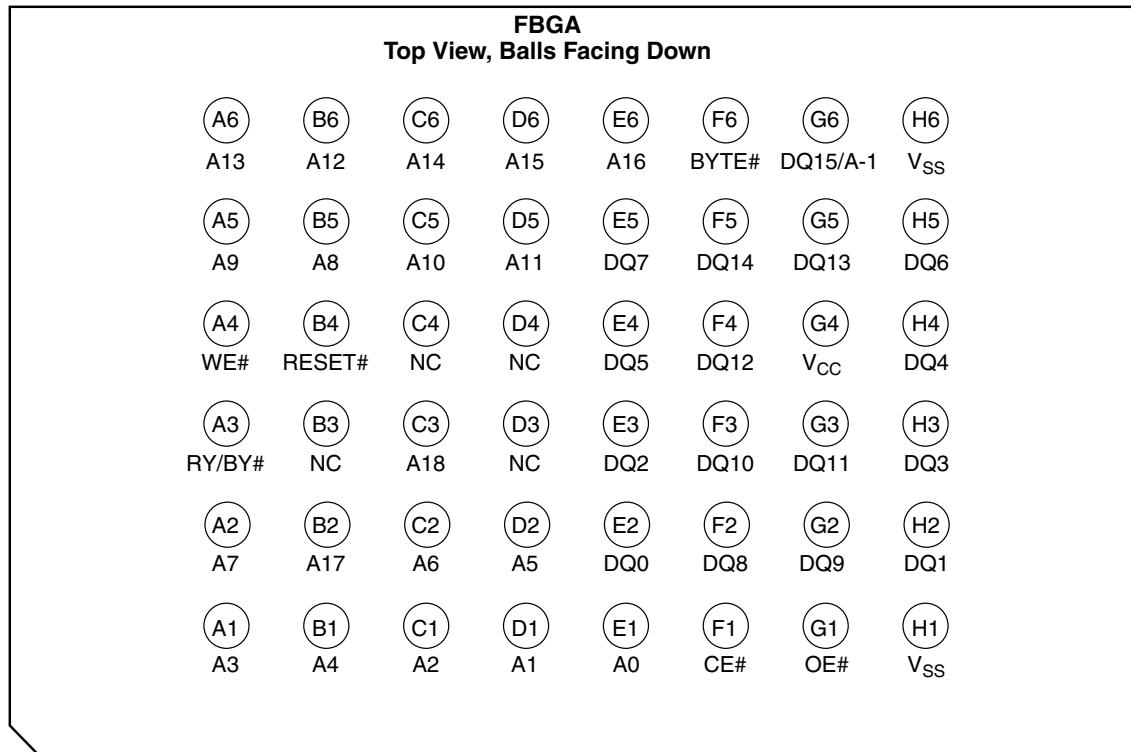 FBGA
Top View, Balls Facing Down
A6 B6 C6 D6 E6 F6 G6 H6
A13 A12 A14 A15 A16 BYTE# DQ15/A-1 VSS
A5 B5 C5 D5 E5 F5 G5 H5
A9 A8 A10 A11 DQ7 DQ14 DQ13 DQ6
A4 B4 C4 D4 E4 F4 G4 H4
WE# RESET# NC NC DQ5 DQ12 VCC DQ4
A3 B3 C3 D3 E3 F3 G3 H3
RY/BY# NC A18 NC DQ2 DQ10 DQ11 DQ3
A2 B2 C2 D2 E2 F2 G2 H2
A7 A17 A6 A5 DQ0 DQ8 DQ9 DQ1
A1 B1 C1 D1 E1 F1 G1 H1
A3 A4 A2 A1 A0 CE# OE# VSS